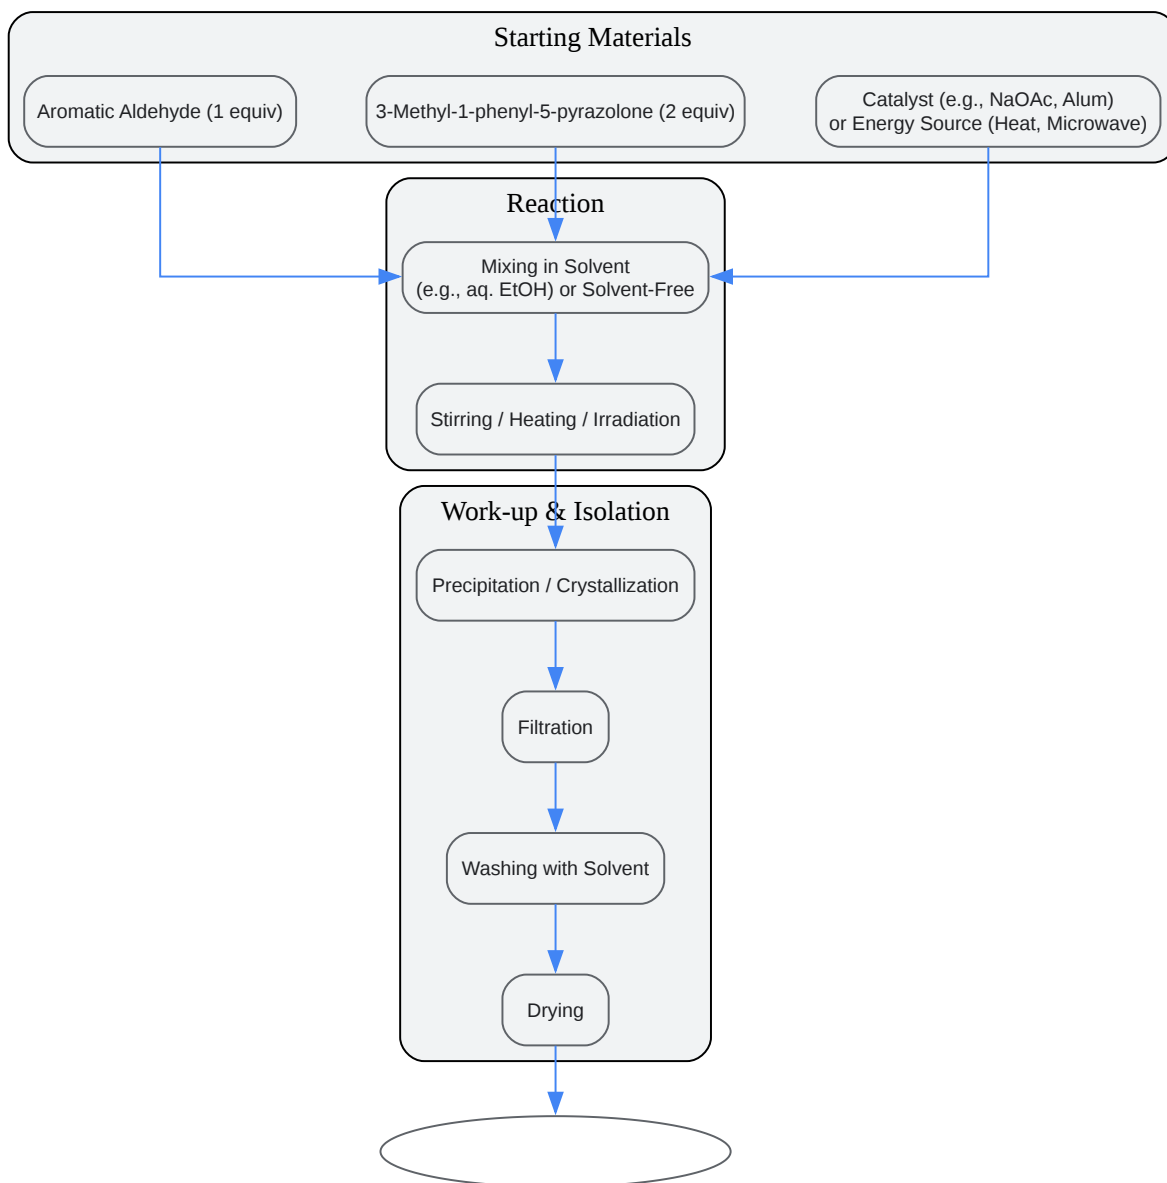 Starting Materials
Aromatic Aldehyde (1 equiv)
3-Methyl-1-phenyl-5-pyrazolone (2 equiv)
Catalyst (e.g., NaOAc, Alum)
or Energy Source (Heat, Microwave)
Reaction
Mixing in Solvent
(e.g., aq. EtOH) or Solvent-Free
Stirring / Heating / Irradiation
Work-up & Isolation
Precipitation / Crystallization
Filtration
Washing with Solvent
Drying